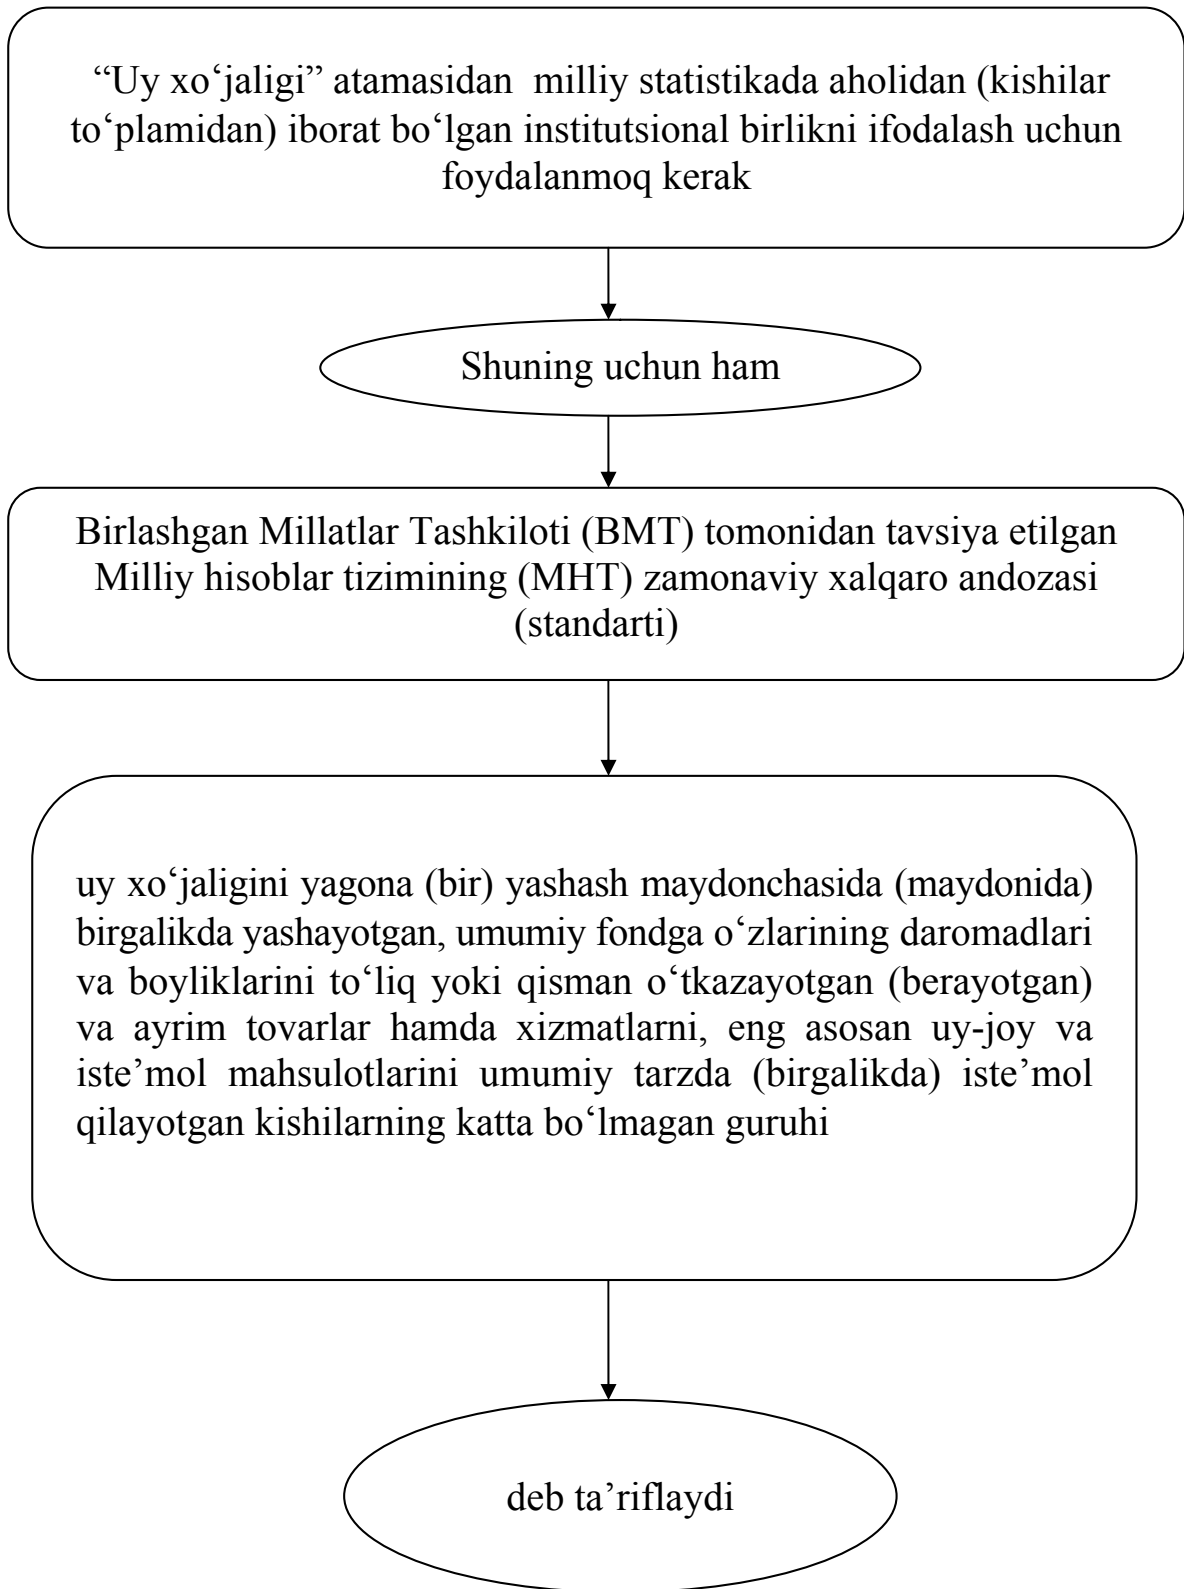 “Uy xo‘jaligi” atamasidan milliy statistikada aholidan (kishilar
to‘plamidan) iborat bo‘lgan institutsional birlikni ifodalash uchun
foydalanmoq kerak
Shuning uchun ham
Birlashgan Millatlar Tashkiloti (BMT) tomonidan tavsiya etilgan
Milliy hisoblar tizimining (MHT) zamonaviy xalqaro andozasi
(standarti)
uy xo‘jaligini yagona (bir) yashash maydonchasida (maydonida)
birgalikda yashayotgan, umumiy fondga o‘zlarining daromadlari
va boyliklarini to‘liq yoki qisman o‘tkazayotgan (berayotgan)
va ayrim tovarlar hamda xizmatlarni, eng asosan uy-joy va
iste’mol mahsulotlarini umumiy tarzda (birgalikda) iste’mol
qilayotgan kishilarning katta bo‘lmagan guruhi
deb ta’riflaydi